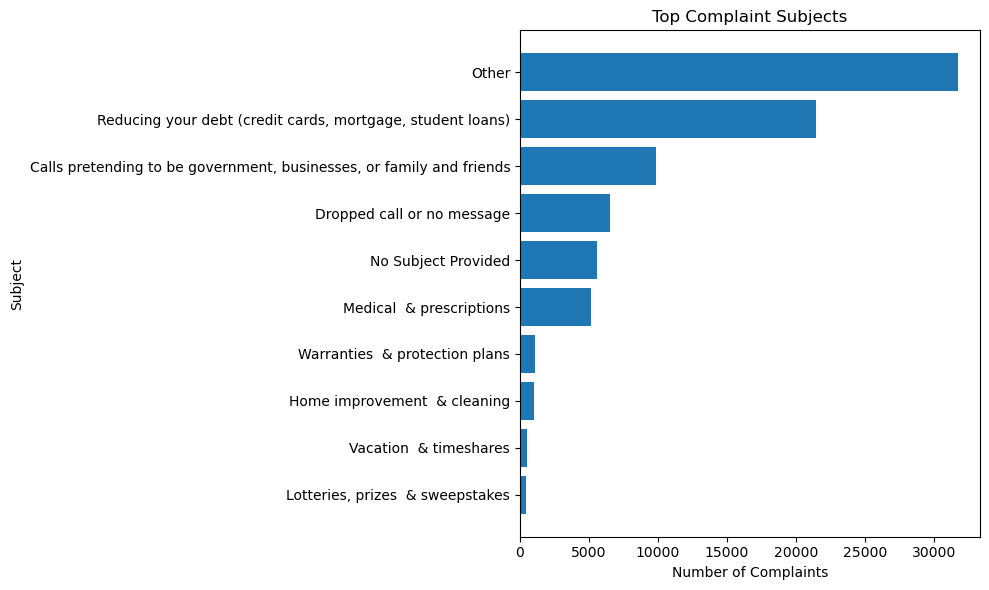 Top Complaint Subjects
Other
Reducing your debt (credit cards, mortgage, student loans)
Calls pretending to be government, businesses, or family and friends
Dropped call or no message
No Subject Provided
Medical  & prescriptions
Warranties  & protection plans
Home improvement  & cleaning
Vacation  & timeshares
Lotteries, prizes  & sweepstakes
Subject
0 5000 10000 15000 20000 25000 30000
Number of Complaints